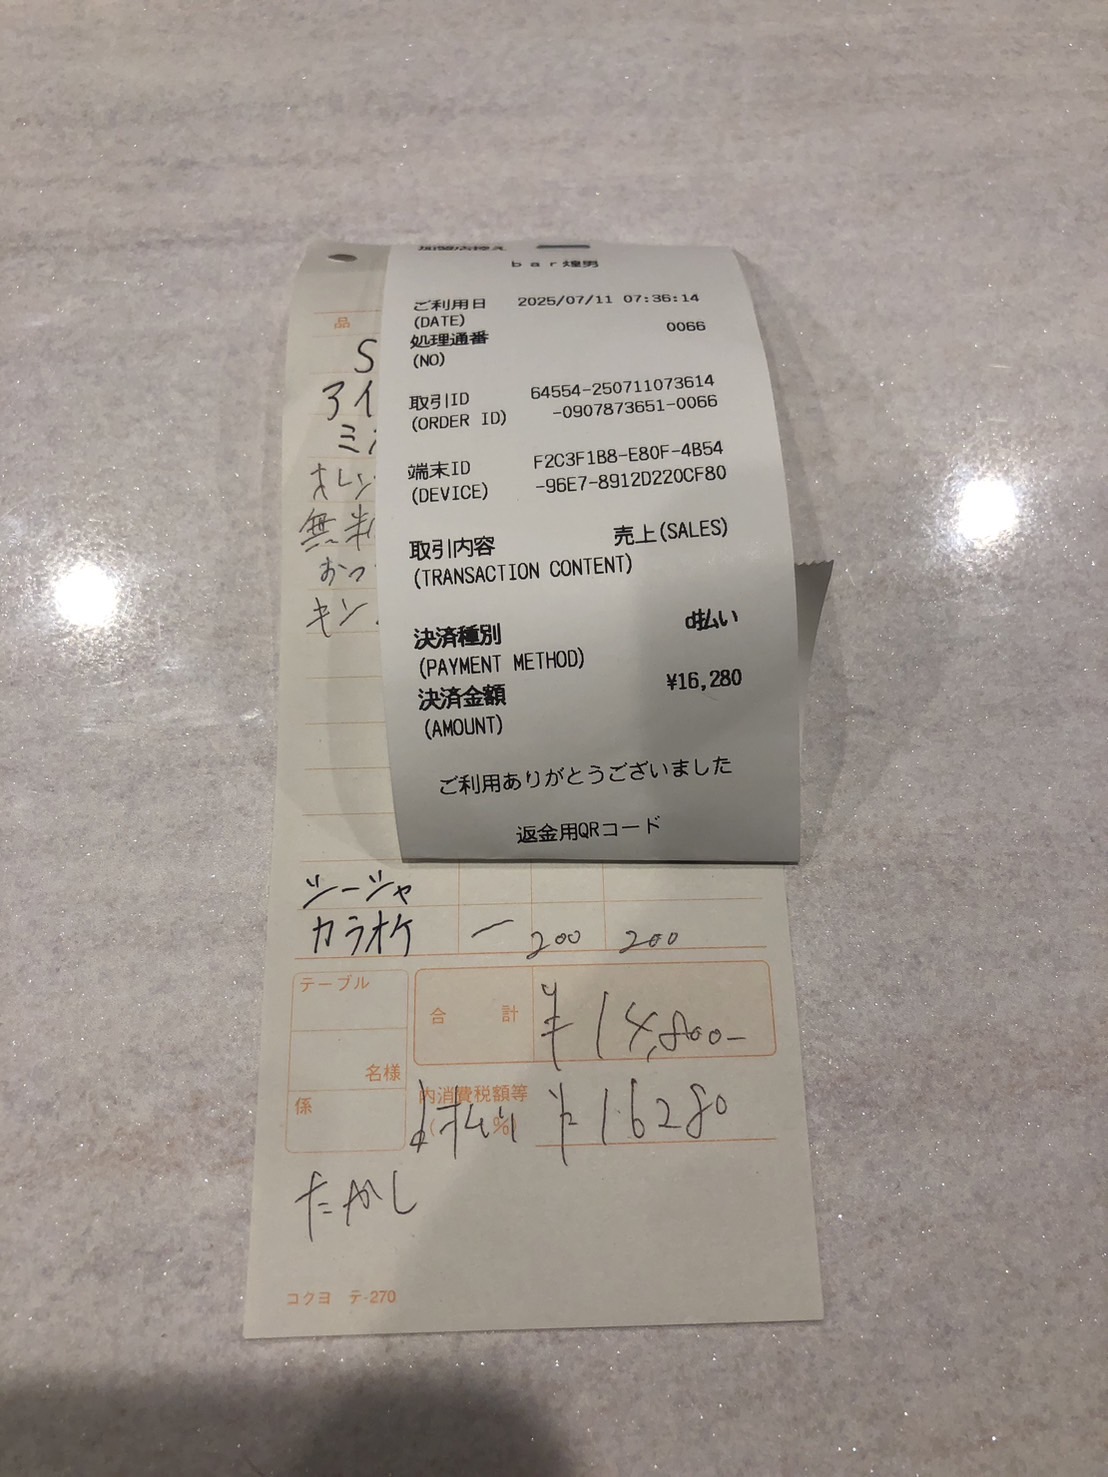 加盟店控え
bar煌男
ご利用日 2025/07/11 07:36:14
(DATE)
処理通番 0066
(NO)
取引ID 64554-250711073614
(ORDER ID) -0907873651-0066
端末ID F2C3F1B8-E80F-4B54
(DEVICE) -96E7-8912D220CF80
取引内容 売上(SALES)
(TRANSACTION CONTENT)
決済種別 d払い
(PAYMENT METHOD)
決済金額 ¥16,280
(AMOUNT)
ご利用ありがとうございました
返金用QRコード
品
S
アイ
ミ
オレン
無料
おつ
キン
シーシャ
カラオケ 一 200 200
テーブル
合計 ¥14,800-
名様
係
内消費税額等
( %)
d払い ¥16280
たかし
コクヨ テ-270